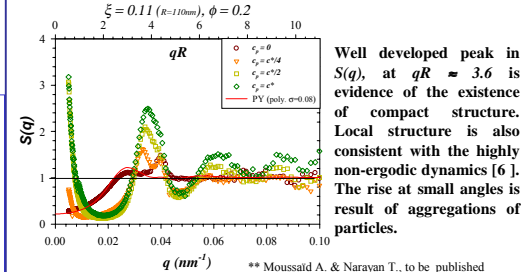 ξ = 0.11 (R=110nm), ϕ = 0.2
0 2 4 6 8 10
qR
c_p = 0
c_p = c*/4
c_p = c*/2
c_p = c*
PY (poly. σ=0.08)
S(q)
4
3
2
1
0
0.00 0.02 0.04 0.06 0.08 0.10
q (nm⁻¹)
Well developed peak in
S(q), at qR ≈ 3.6 is
evidence of the existence
of compact structure.
Local structure is also
consistent with the highly
non-ergodic dynamics [6 ].
The rise at small angles is
result of aggregations of
particles.
** Moussaïd A. & Narayan T., to be published